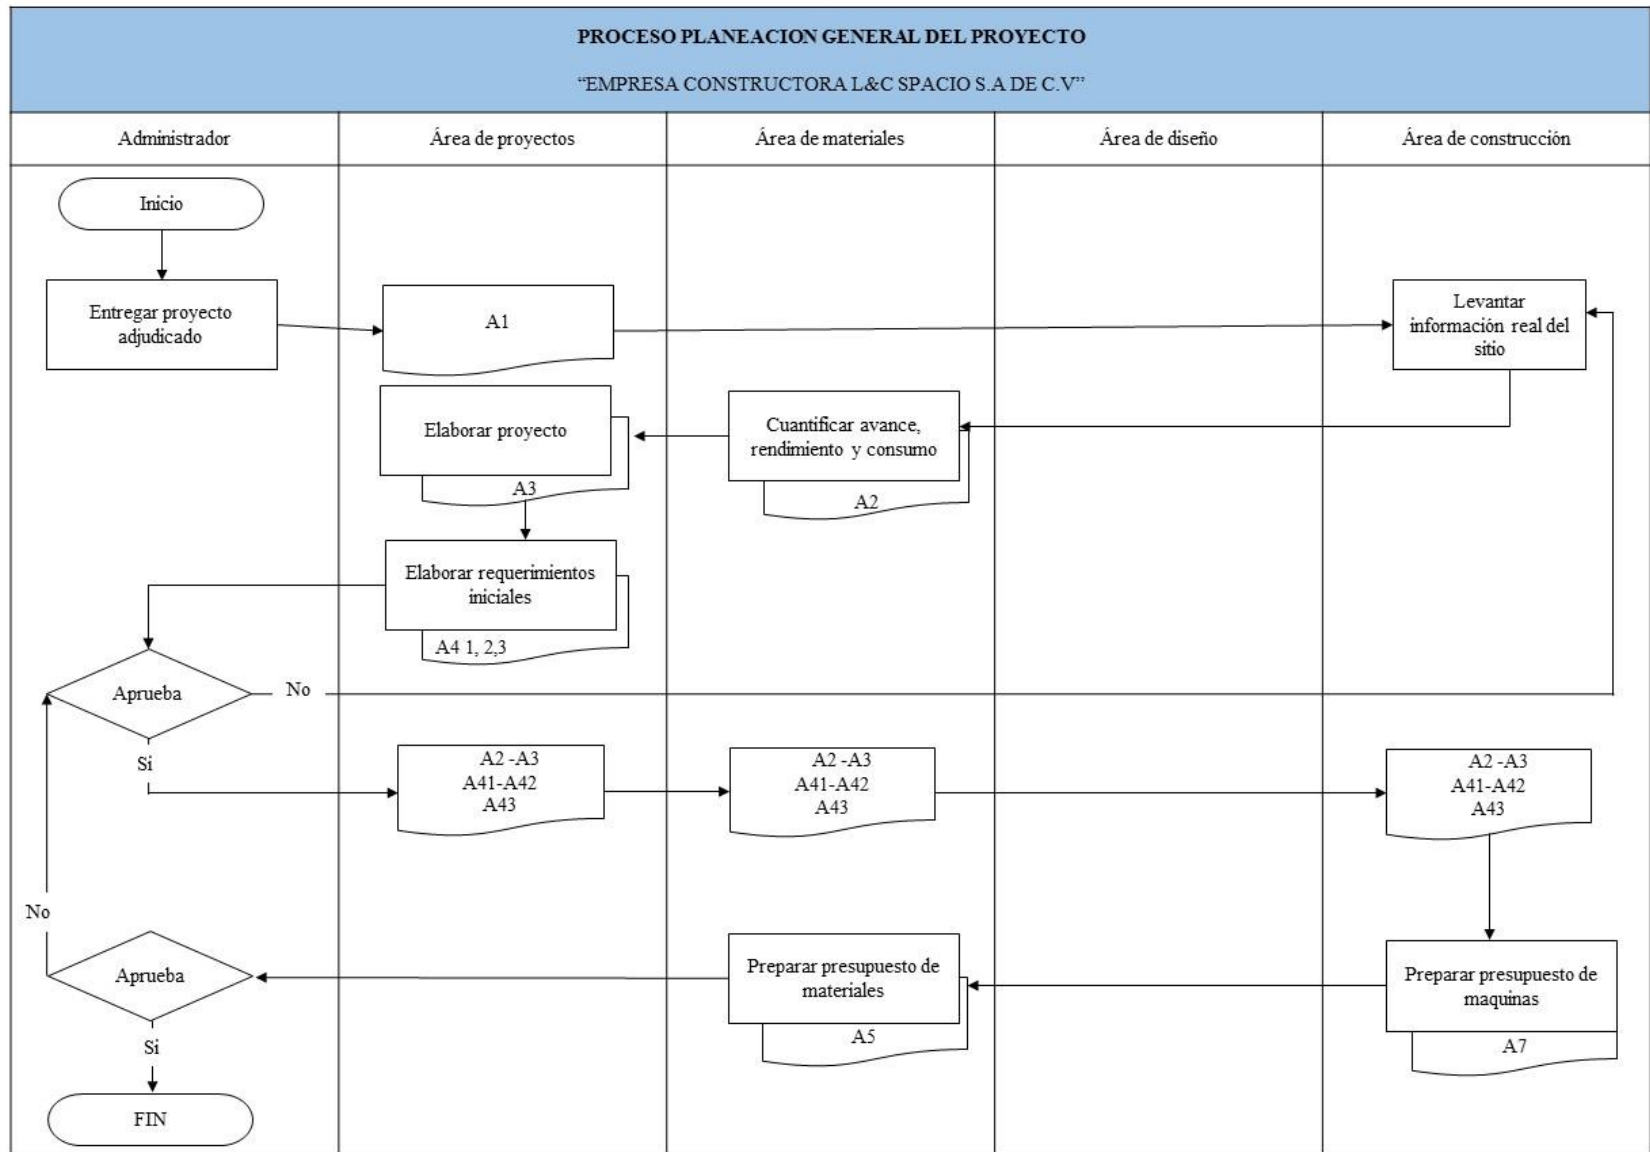 PROCESO PLANEACION GENERAL DEL PROYECTO
“EMPRESA CONSTRUCTORA L&C SPACIO S.A DE C.V”
Administrador
Área de proyectos
Área de materiales
Área de diseño
Área de construcción
Inicio
Entregar proyecto
adjudicado
A1
Levantar
información real del
sitio
Elaborar proyecto
A3
Cuantificar avance,
rendimiento y consumo
A2
Elaborar requerimientos
iniciales
A4 1, 2,3
Aprueba
No
Si
A2 -A3
A41-A42
A43
A2 -A3
A41-A42
A43
A2 -A3
A41-A42
A43
No
Aprueba
Preparar presupuesto de
materiales
A5
Preparar presupuesto de
maquinas
A7
Si
FIN